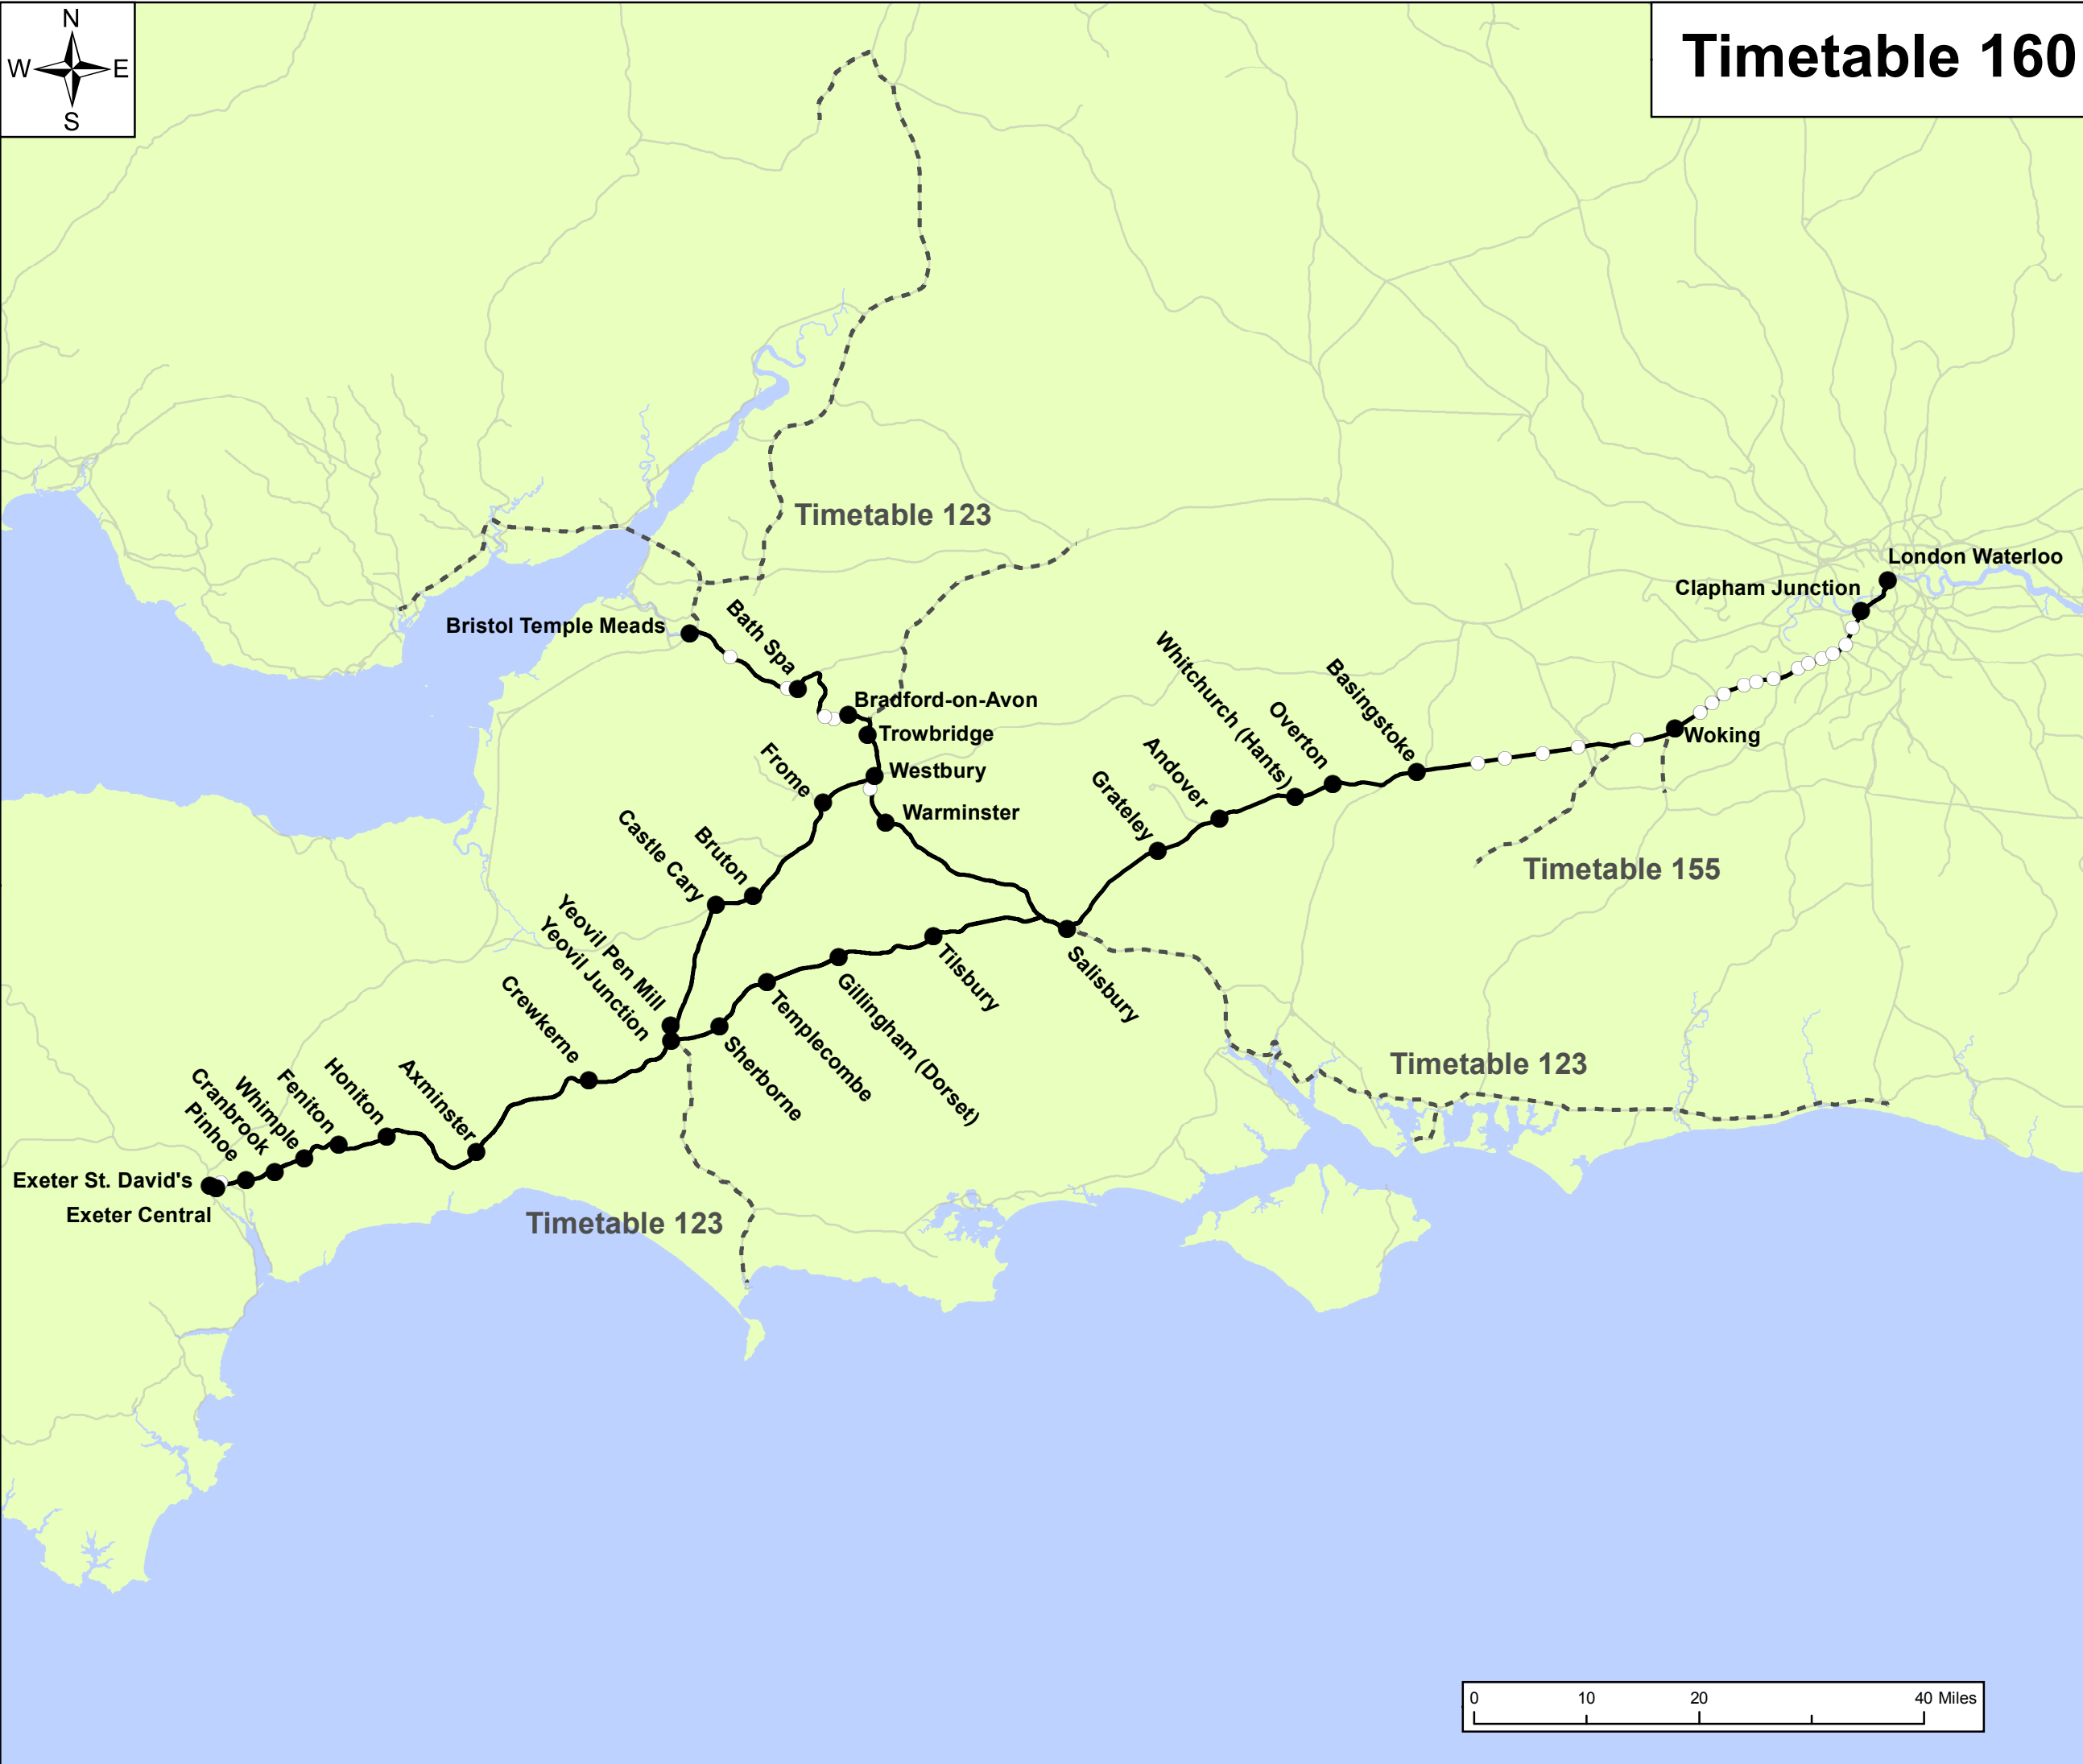 N
W E
S
Timetable 160
Timetable 123
London Waterloo
Clapham Junction
Bristol Temple Meads
Bath Spa
Bradford-on-Avon
Trowbridge
Westbury
Warminster
Frome
Whitchurch (Hants)
Overton
Basingstoke
Woking
Andover
Grateley
Timetable 155
Castle Cary
Bruton
Yeovil Pen Mill
Yeovil Junction
Crewkerne
Salisbury
Tilsbury
Gillingham (Dorset)
Templecombe
Sherborne
Timetable 123
Axminster
Honiton
Feniton
Whimple
Cranbrook
Pinhoe
Exeter St. David's
Exeter Central
Timetable 123
0 10 20 40 Miles